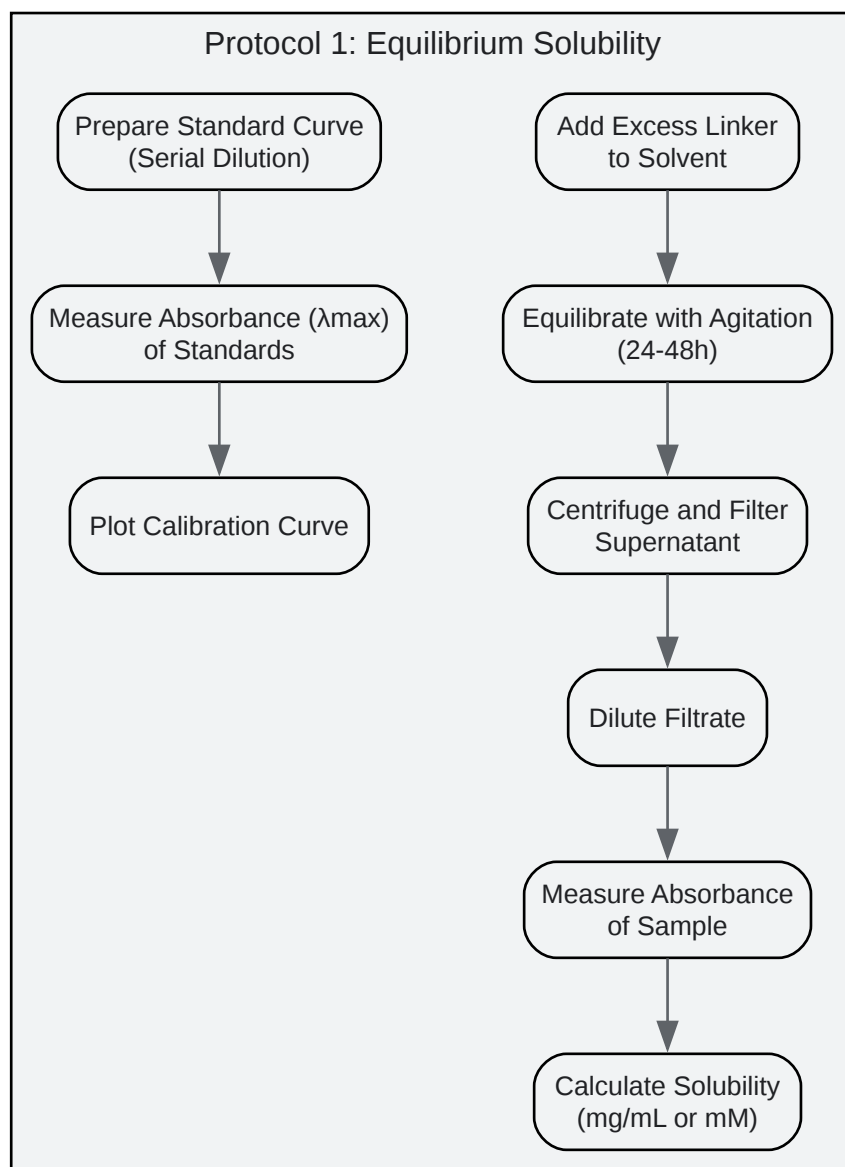 Protocol 1: Equilibrium Solubility
Prepare Standard Curve
(Serial Dilution)
Measure Absorbance (λmax)
of Standards
Plot Calibration Curve
Add Excess Linker
to Solvent
Equilibrate with Agitation
(24-48h)
Centrifuge and Filter
Supernatant
Dilute Filtrate
Measure Absorbance
of Sample
Calculate Solubility
(mg/mL or mM)